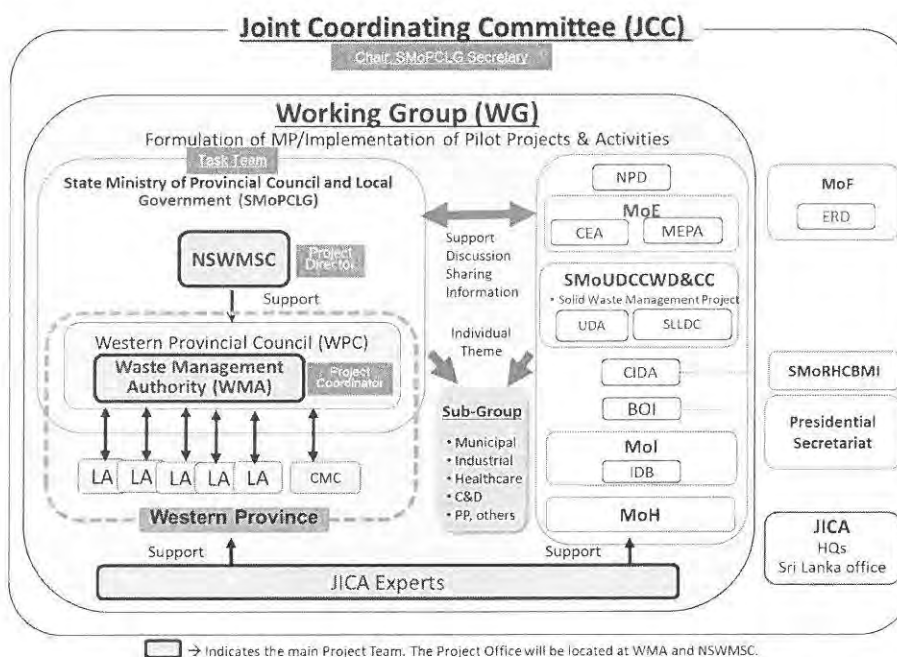 Joint Coordinating Committee (JCC)
Chair: SMoPCLG Secretary
Working Group (WG)
Formulation of MP/Implementation of Pilot Projects & Activities
Task Team
State Ministry of Provincial Council and Local
Government (SMoPCLG)
NSWMSC
Project
Director
Support
Western Provincial Council (WPC)
Waste Management
Authority (WMA)
Project
Coordinator
LA
LA
LA
LA
LA
CMC
Western Province
Support
Discussion
Sharing
Information
Individual
Theme
Sub-Group
• Municipal
• Industrial
• Healthcare
• C&D
• PP, others
NPD
MoE
CEA
MEPA
SMoUDCCWD&CC
• Solid Waste Management Project
UDA
SLLDC
CIDA
BOI
MoI
IDB
MoH
MoF
ERD
SMoRHCBMI
Presidential
Secretariat
JICA
HQs
Sri Lanka office
Support
Support
JICA Experts
→ Indicates the main Project Team. The Project Office will be located at WMA and NSWMSC.